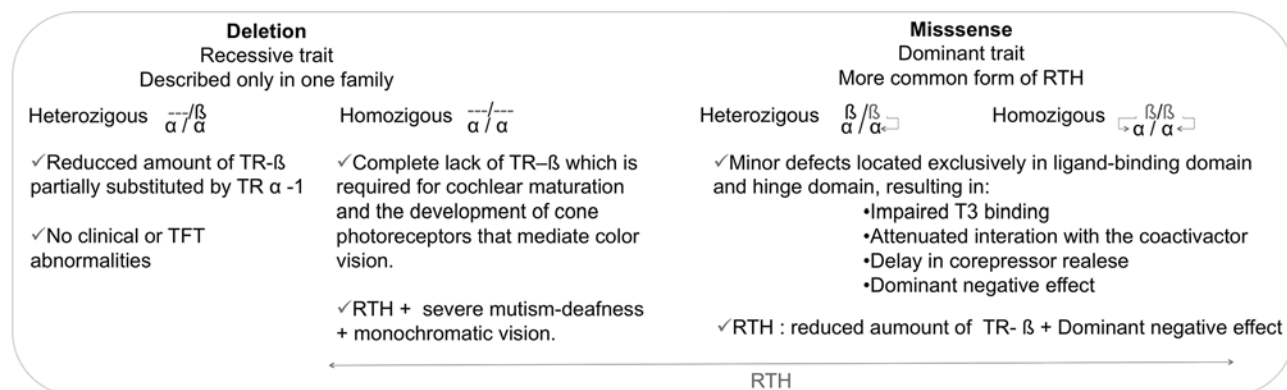 Deletion
Recessive trait
Described only in one family
Heterozigous ---/ß
α / α
Homozigous ---/---
α / α
✓Reducced amount of TR-ß
partially substituted by TR α -1
✓No clinical or TFT
abnormalities
✓Complete lack of TR–ß which is
required for cochlear maturation
and the development of cone
photoreceptors that mediate color
vision.
✓RTH + severe mutism-deafness
+ monochromatic vision.
Misssense
Dominant trait
More common form of RTH
Heterozigous ß/ß
α / α
Homozigous ß/ß
α / α
✓Minor defects located exclusively in ligand-binding domain
and hinge domain, resulting in:
•Impaired T3 binding
•Attenuated interation with the coactivactor
•Delay in corepressor realese
•Dominant negative effect
✓RTH : reduced aumount of TR- ß + Dominant negative effect
RTH